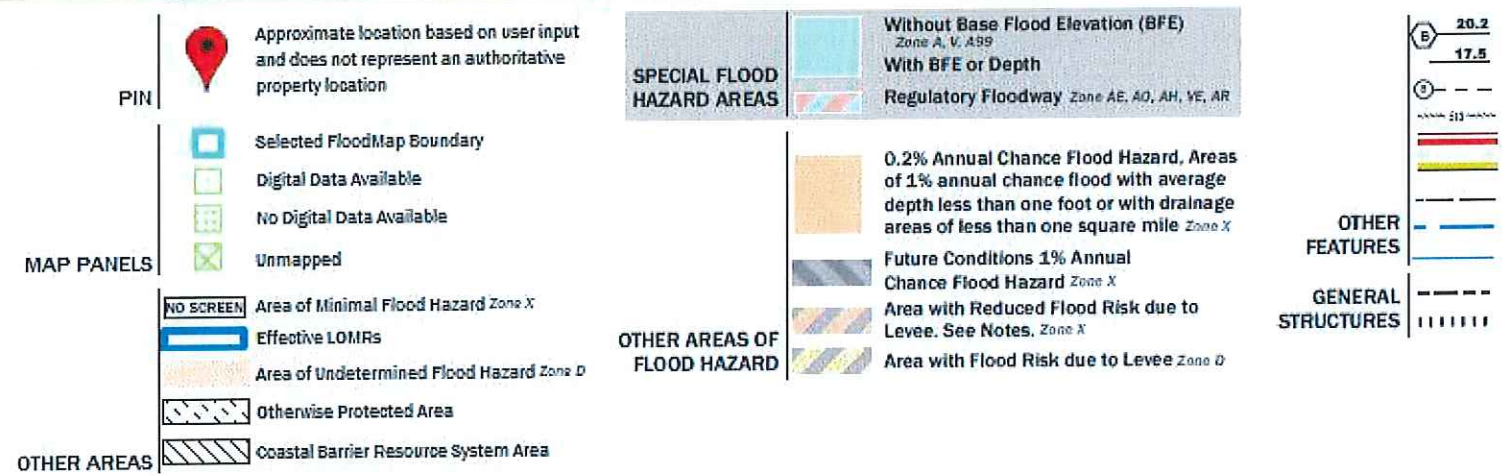 PIN
Approximate location based on user input
and does not represent an authoritative
property location
MAP PANELS
Selected FloodMap Boundary
Digital Data Available
No Digital Data Available
Unmapped
OTHER AREAS
NO SCREEN Area of Minimal Flood Hazard Zone X
Effective LOMRs
Area of Undetermined Flood Hazard Zone D
Otherwise Protected Area
Coastal Barrier Resource System Area
SPECIAL FLOOD
HAZARD AREAS
Without Base Flood Elevation (BFE)
Zone A, V, A99
With BFE or Depth
Regulatory Floodway Zone AE, AO, AH, VE, AR
OTHER AREAS OF
FLOOD HAZARD
0.2% Annual Chance Flood Hazard, Areas
of 1% annual chance flood with average
depth less than one foot or with drainage
areas of less than one square mile Zone X
Future Conditions 1% Annual
Chance Flood Hazard Zone X
Area with Reduced Flood Risk due to
Levee. See Notes. Zone X
Area with Flood Risk due to Levee Zone D
B 20.2
17.5
OTHER
FEATURES
GENERAL
STRUCTURES